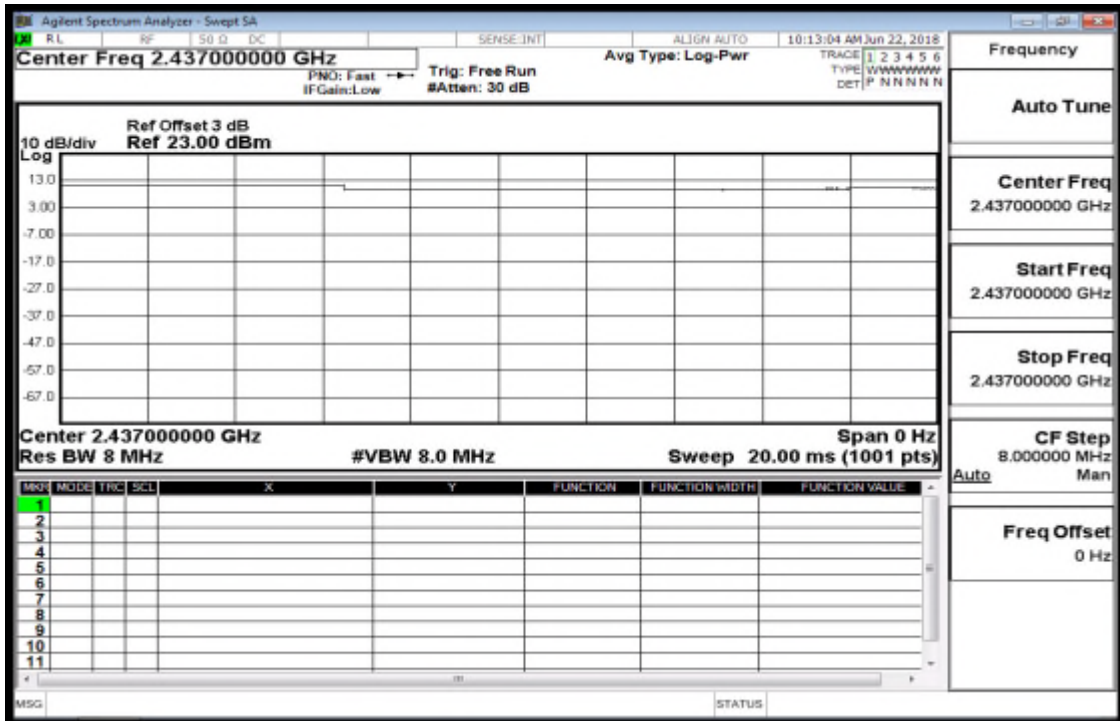 Agilent Spectrum Analyzer - Swept SA
RL RF 50 Ω DC SENSE:INT ALIGN AUTO 10:13:04 AM Jun 22, 2018
Center Freq 2.437000000 GHz
PNO: Fast
IFGain:Low
Trig: Free Run
#Atten: 30 dB
Avg Type: Log-Pwr
TRACE 1 2 3 4 5 6
TYPE WWWWWW
DET P N N N N N
Ref Offset 3 dB
10 dB/div Ref 23.00 dBm
Log
13.0
3.00
-7.00
-17.0
-27.0
-37.0
-47.0
-57.0
-67.0
Center 2.437000000 GHz Span 0 Hz
Res BW 8 MHz #VBW 8.0 MHz Sweep 20.00 ms (1001 pts)
MKR MODE TRC SCL X Y FUNCTION FUNCTION WIDTH FUNCTION VALUE
1
2
3
4
5
6
7
8
9
10
11
MSG STATUS
Frequency
Auto Tune
Center Freq
2.437000000 GHz
Start Freq
2.437000000 GHz
Stop Freq
2.437000000 GHz
CF Step
8.000000 MHz
Auto Man
Freq Offset
0 Hz